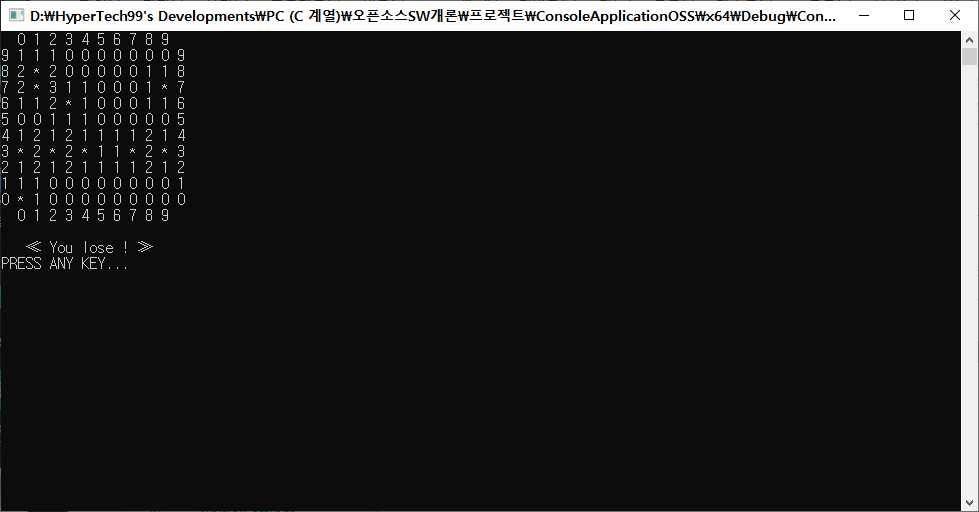 D:₩HyperTech99's Developments₩PC (C 계열)₩오픈소스SW개론₩프로젝트₩ConsoleApplicationOSS₩x64₩Debug₩Con...
0 1 2 3 4 5 6 7 8 9
9 1 1 1 0 0 0 0 0 0 0 9
8 2 * 2 0 0 0 0 0 1 1 8
7 2 * 3 1 1 0 0 0 1 * 7
6 1 1 2 * 1 0 0 0 1 1 6
5 0 0 1 1 1 0 0 0 0 0 5
4 1 2 1 2 1 1 1 1 2 1 4
3 * 2 * 2 * 1 1 * 2 * 3
2 1 2 1 2 1 1 1 1 2 1 2
1 1 1 0 0 0 0 0 0 0 0 1
0 * 1 0 0 0 0 0 0 0 0 0
0 1 2 3 4 5 6 7 8 9
≪ You lose ! ≫
PRESS ANY KEY...